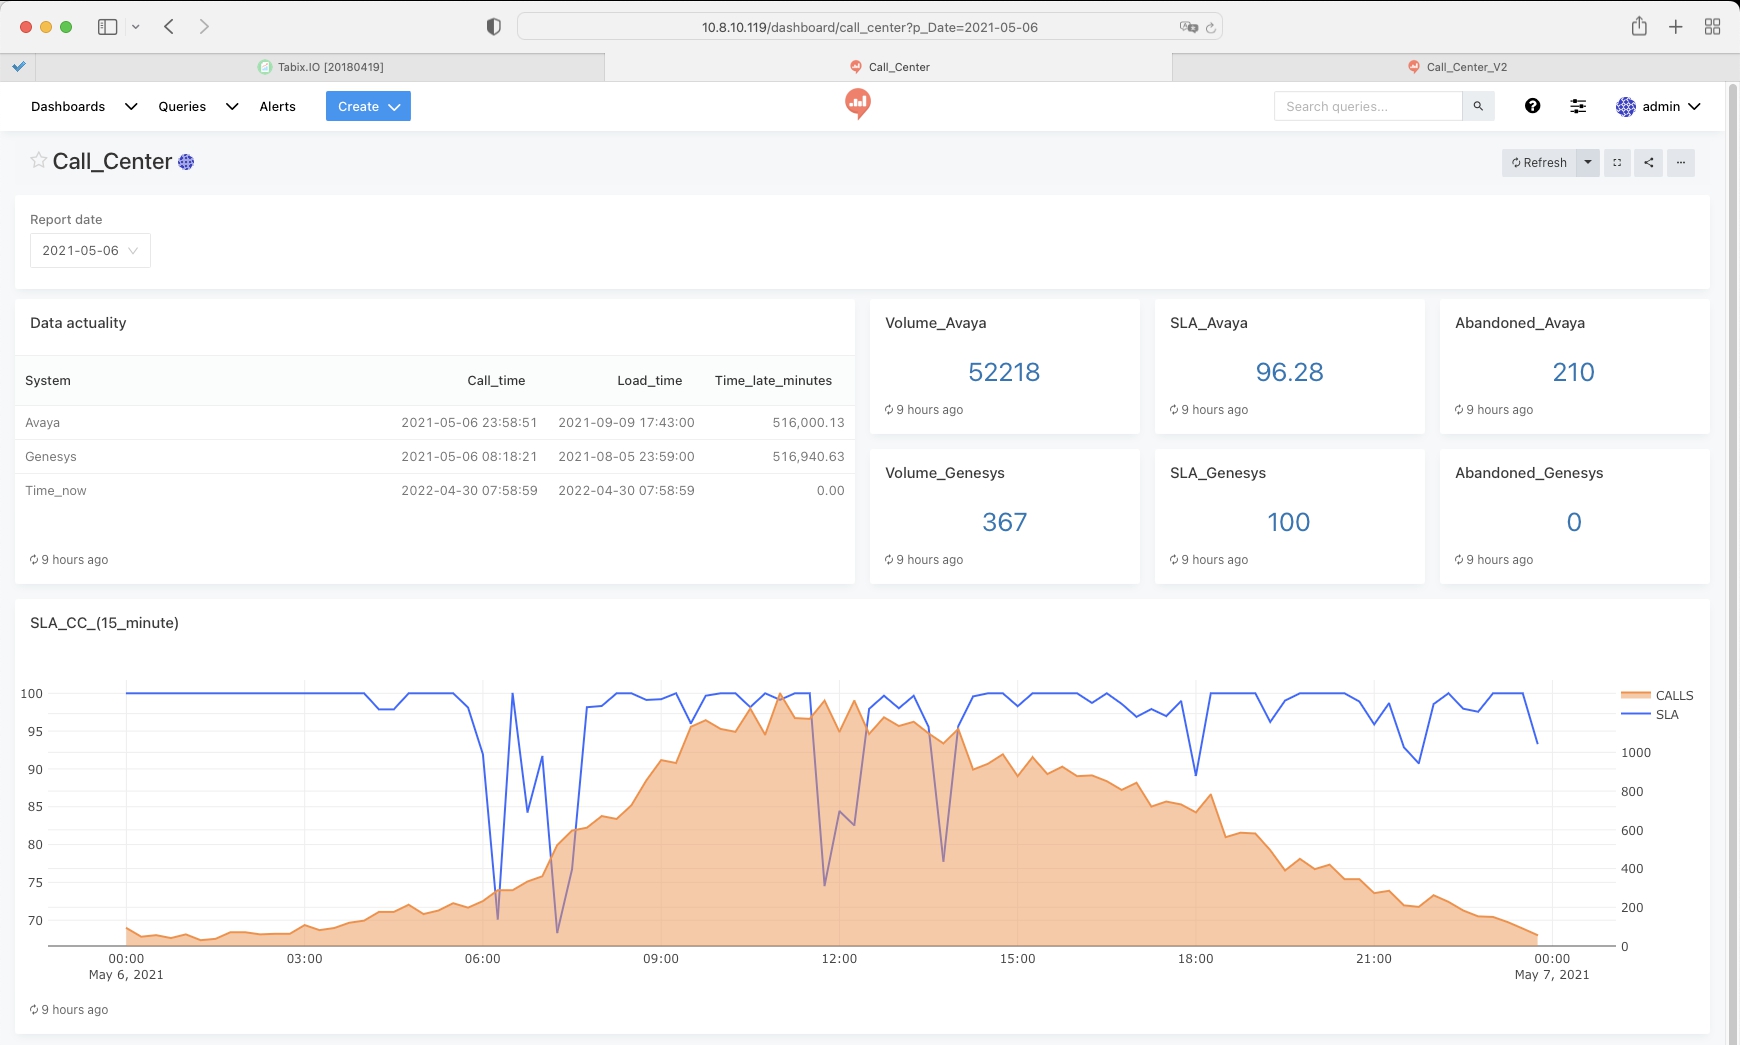 10.8.10.119/dashboard/call_center?p_Date=2021-05-06
Tabix.IO [20180419]
Call_Center
Call_Center_V2
Dashboards
Queries
Alerts
Create
Search queries...
admin
Call_Center
Refresh
Report date
2021-05-06
Data actuality
System Call_time Load_time Time_late_minutes
Avaya 2021-05-06 23:58:51 2021-09-09 17:43:00 516,000.13
Genesys 2021-05-06 08:18:21 2021-08-05 23:59:00 516,940.63
Time_now 2022-04-30 07:58:59 2022-04-30 07:58:59 0.00
9 hours ago
Volume_Avaya
52218
9 hours ago
SLA_Avaya
96.28
9 hours ago
Abandoned_Avaya
210
9 hours ago
Volume_Genesys
367
9 hours ago
SLA_Genesys
100
9 hours ago
Abandoned_Genesys
0
9 hours ago
SLA_CC_(15_minute)
100
95
90
85
80
75
70
CALLS
SLA
1000
800
600
400
200
0
00:00 03:00 06:00 09:00 12:00 15:00 18:00 21:00 00:00
May 6, 2021 May 7, 2021
9 hours ago